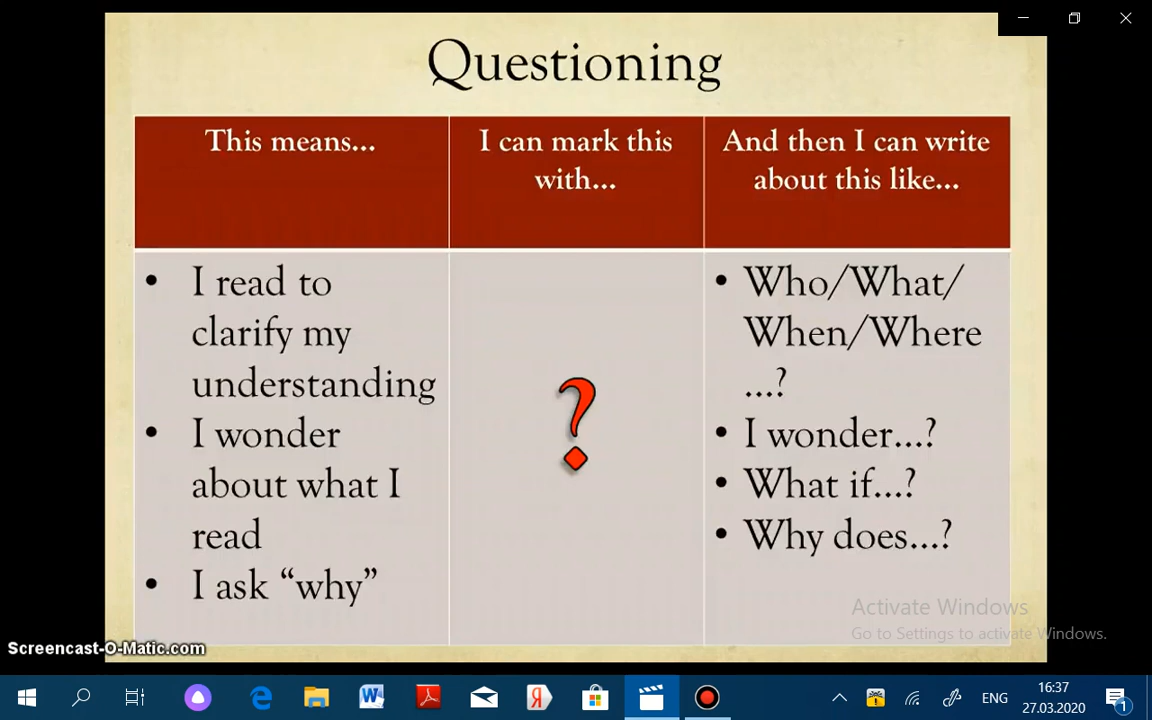 Questioning
This means...
I can mark this
with...
And then I can write
about this like...
• I read to
clarify my
understanding
• I wonder
about what I
read
• I ask “why”
?
• Who/What/
When/Where
...?
• I wonder...?
• What if...?
• Why does...?
Activate Windows
Go to Settings to activate Windows.
Screencast-O-Matic.com
ENG
16:37
27.03.2020
1